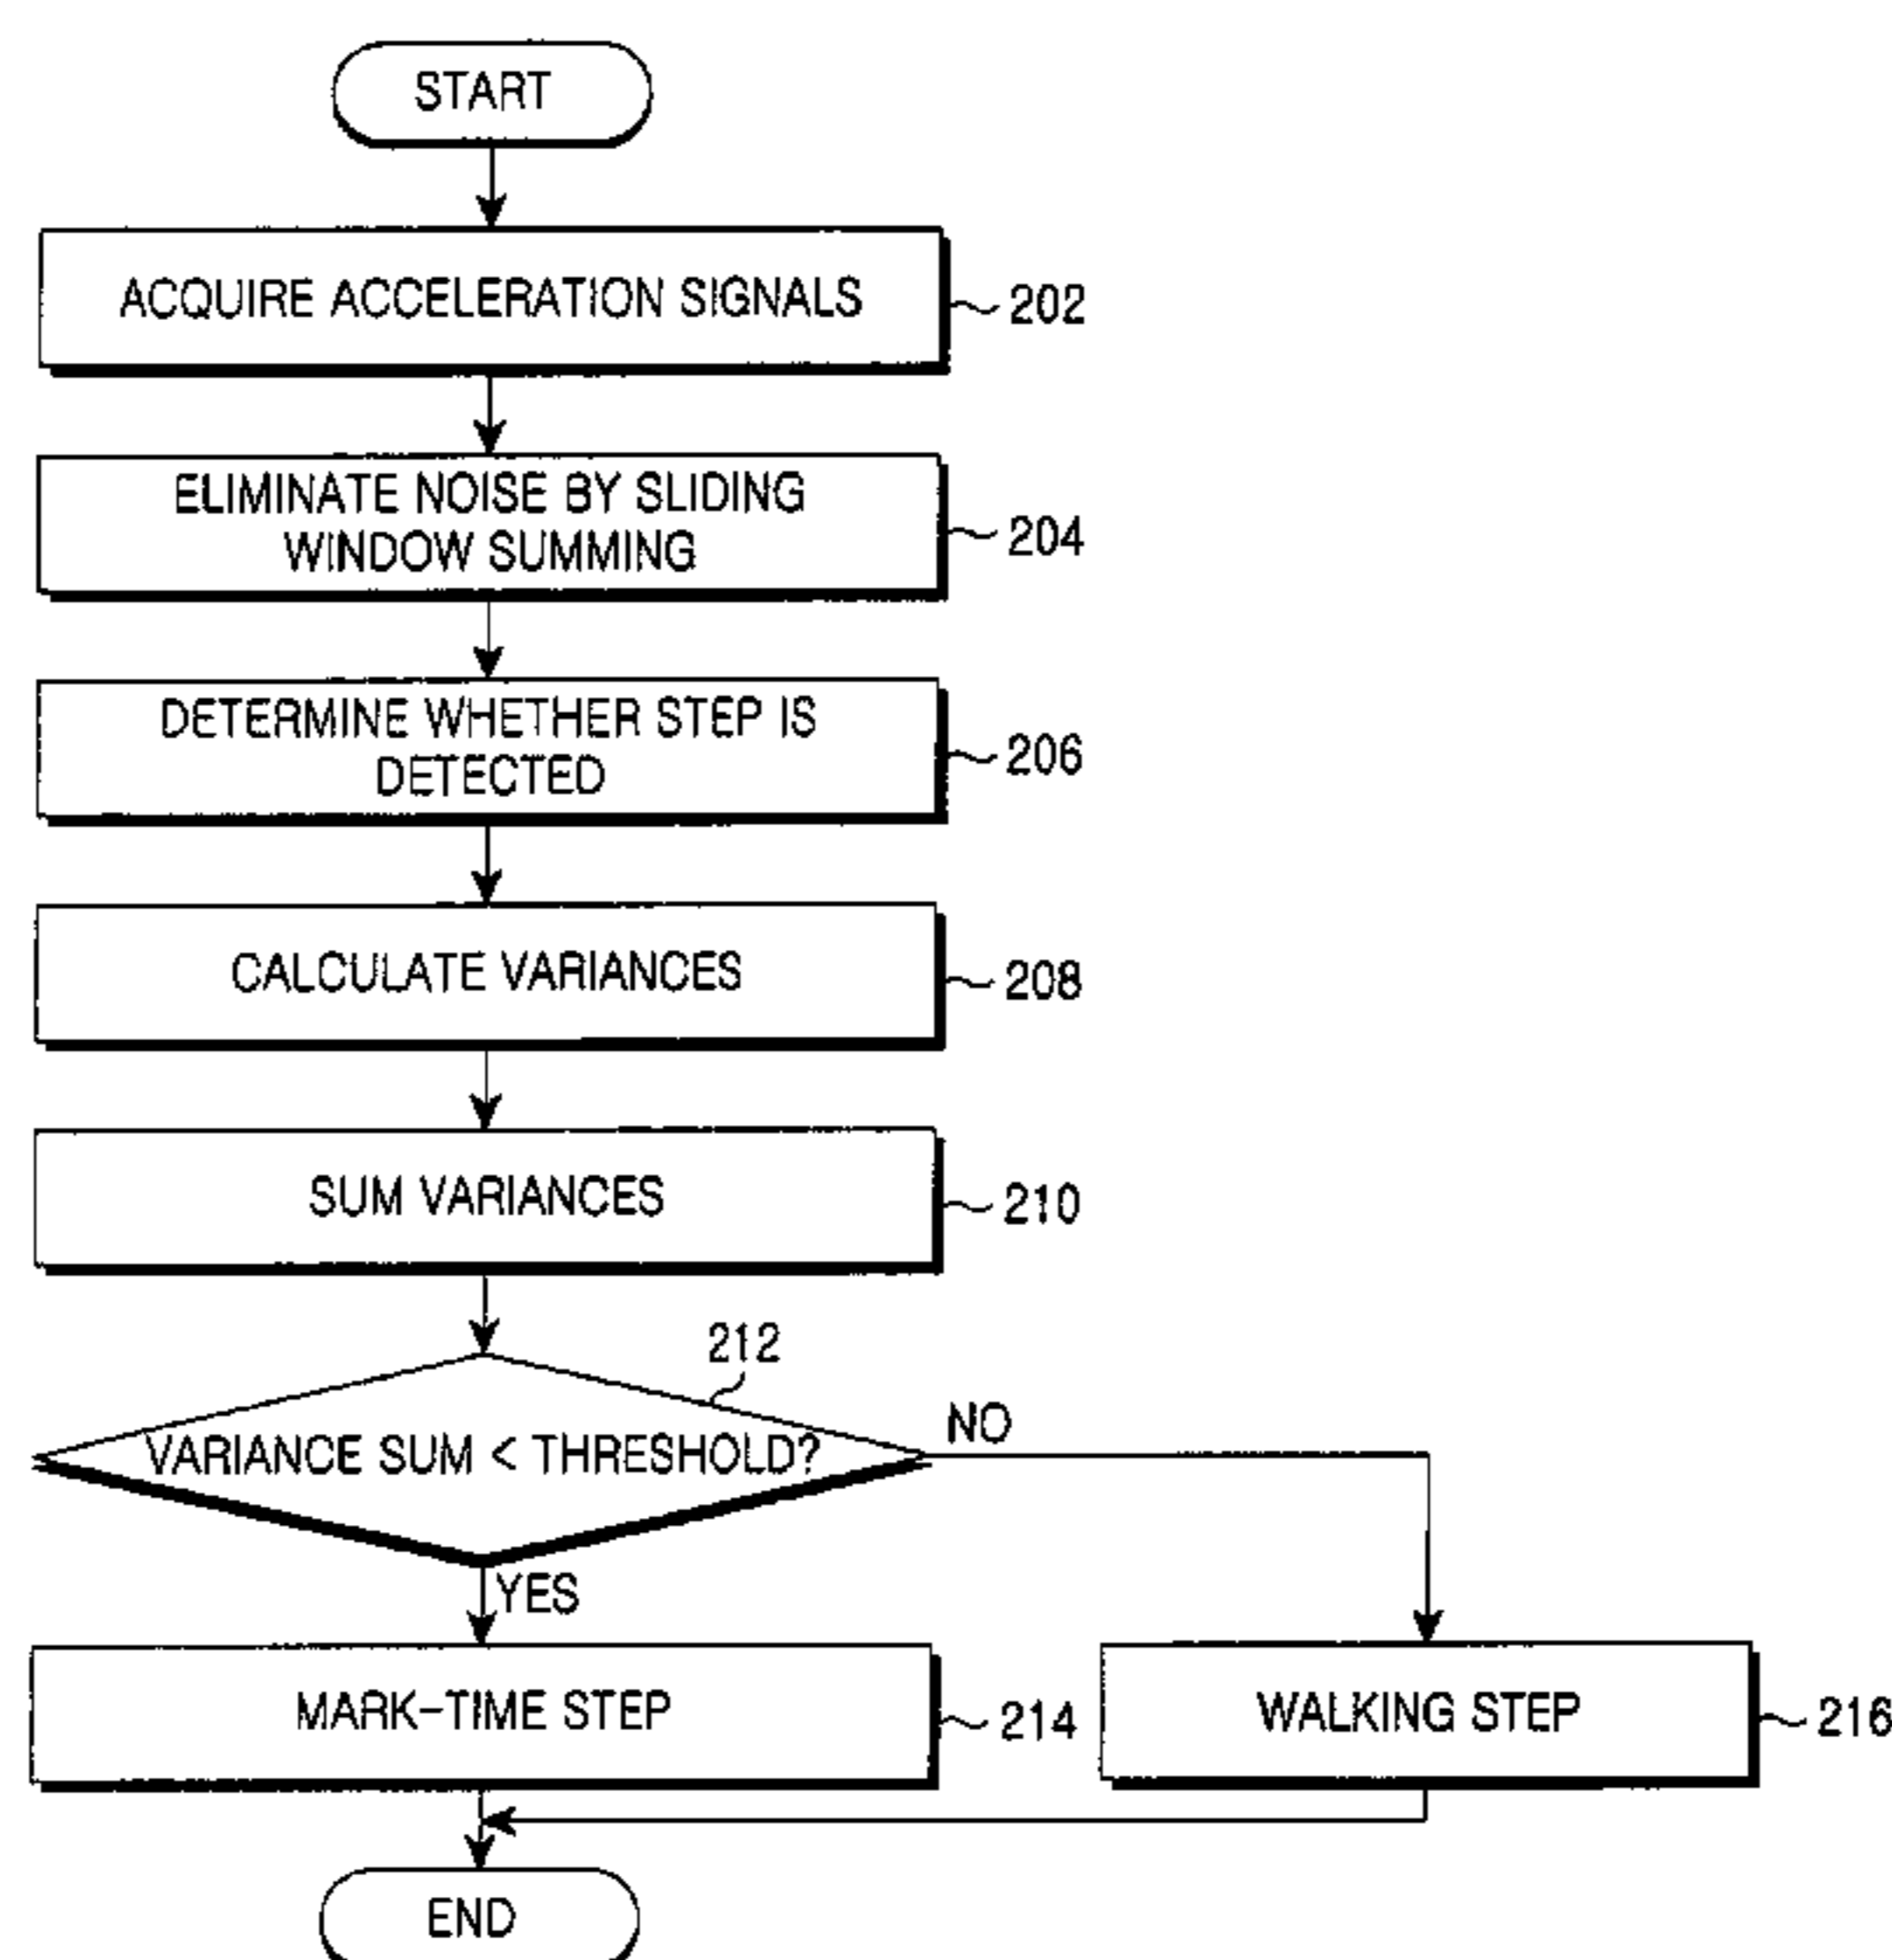 START
ACQUIRE ACCELERATION SIGNALS
202
ELIMINATE NOISE BY SLIDING
WINDOW SUMMING
204
DETERMINE WHETHER STEP IS
DETECTED
206
CALCULATE VARIANCES
208
SUM VARIANCES
210
212
VARIANCE SUM < THRESHOLD?
NO
YES
MARK-TIME STEP
214
WALKING STEP
216
END